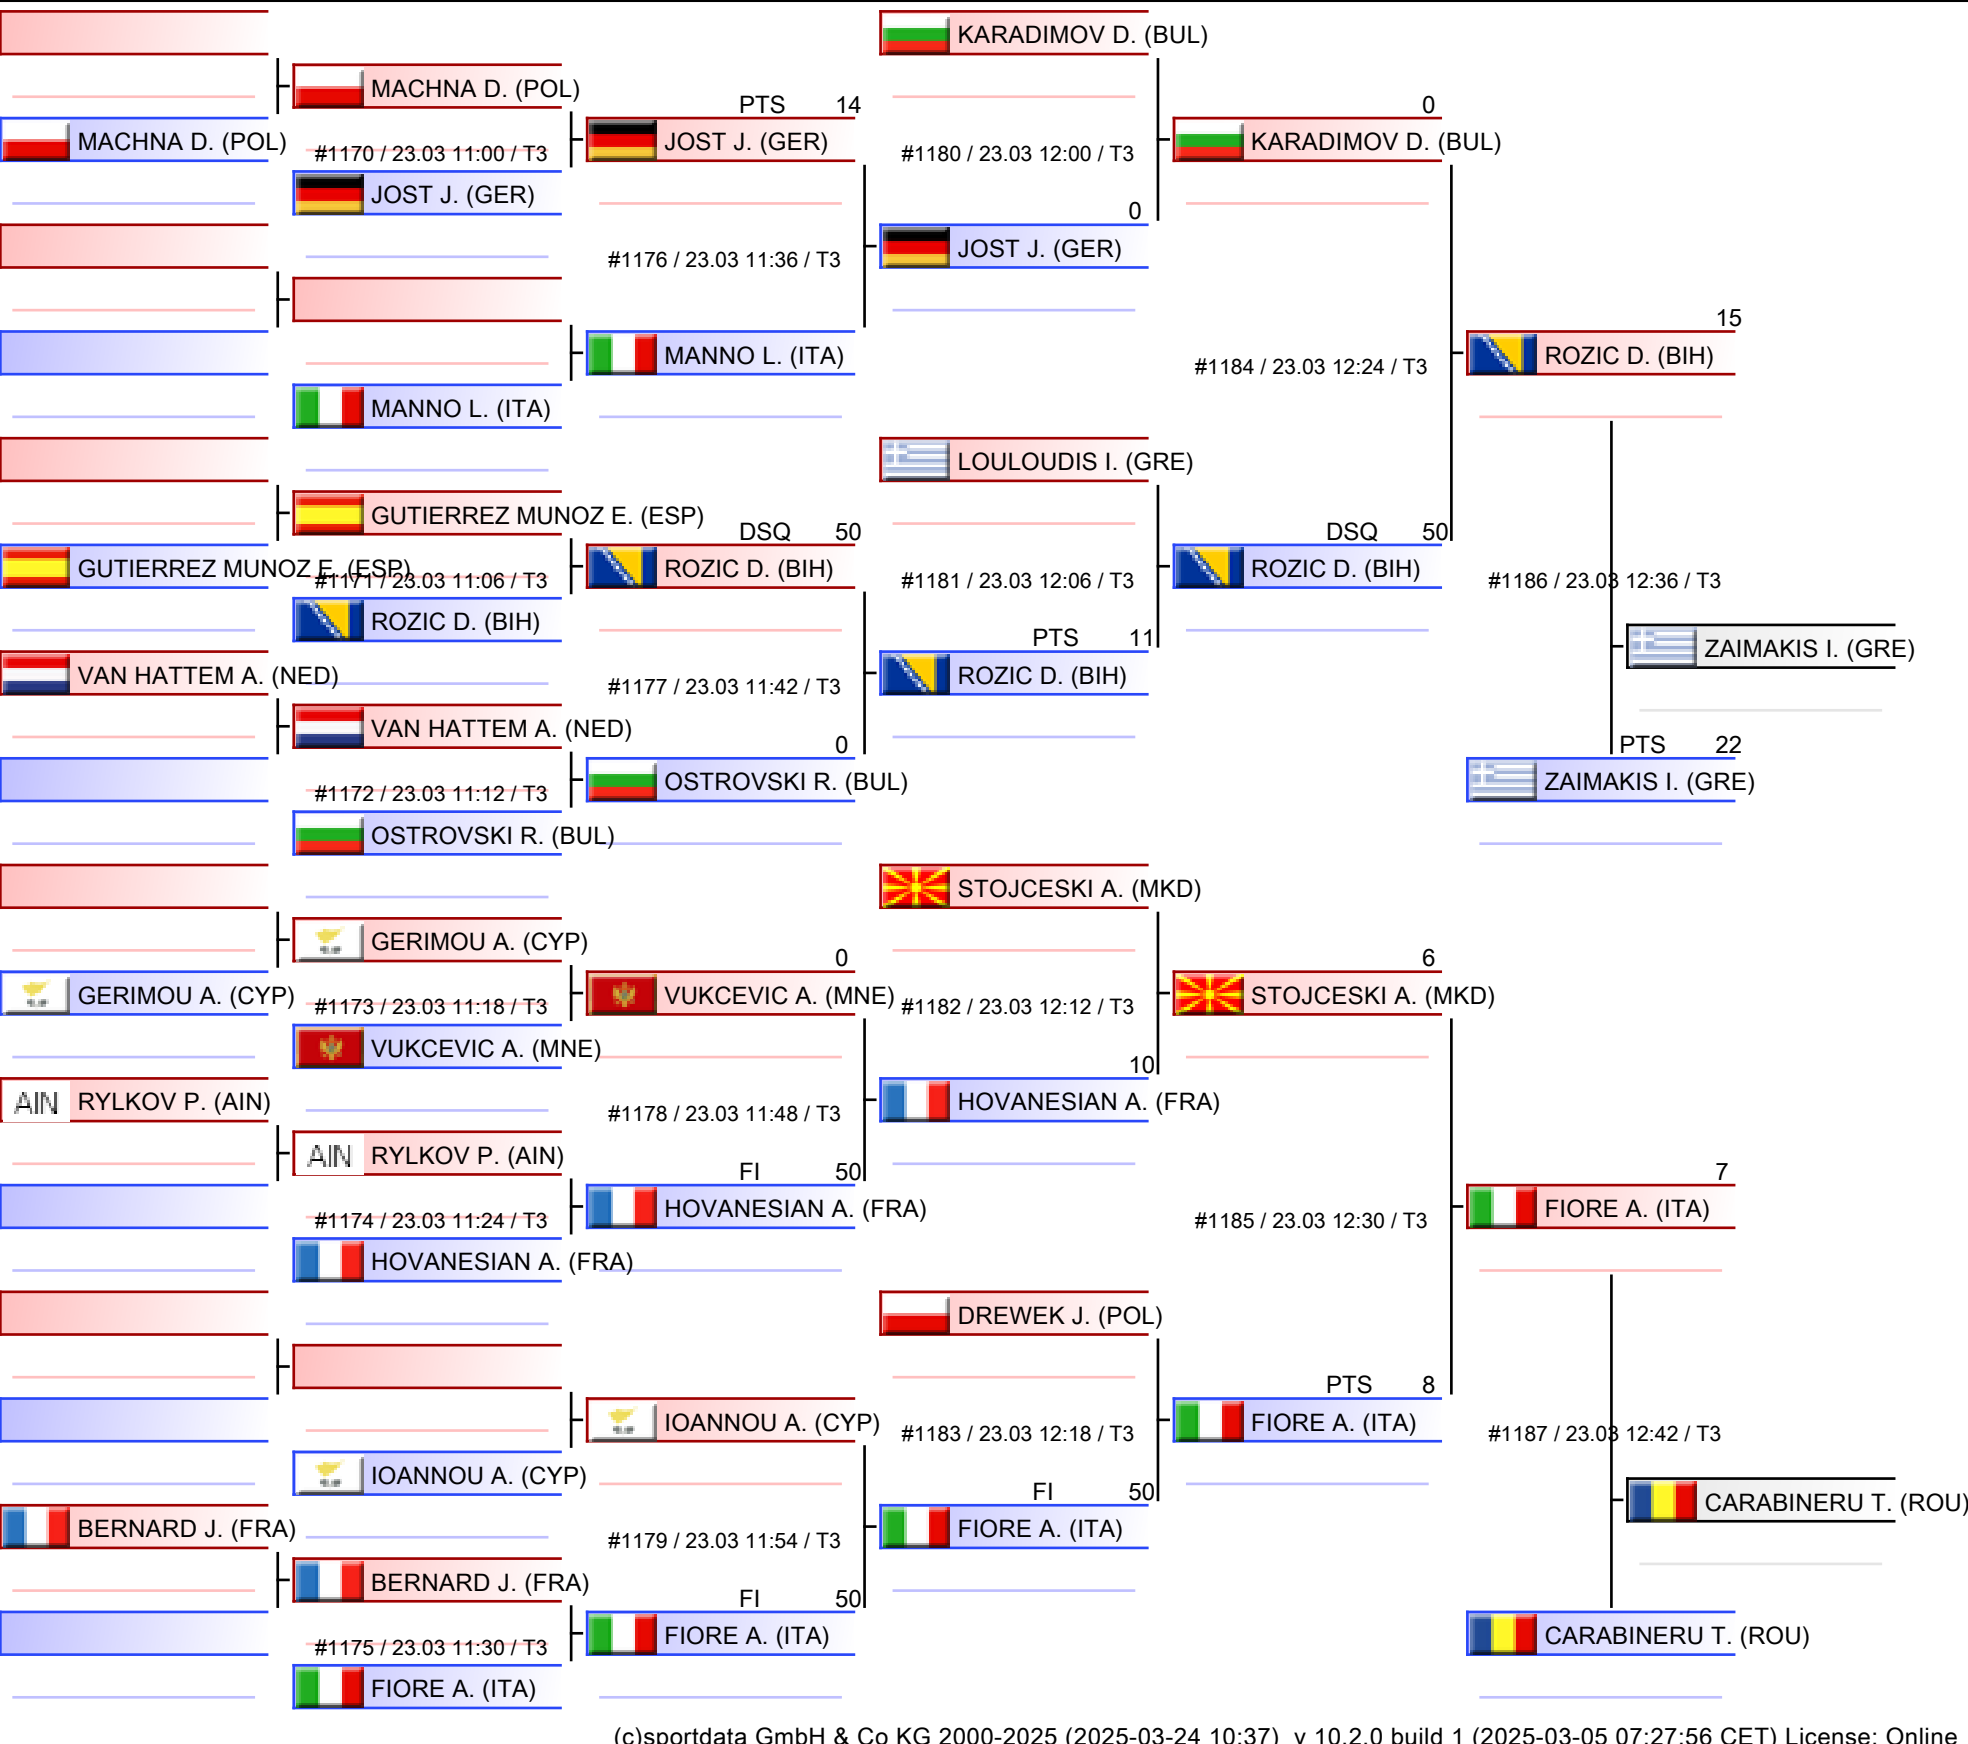 KARADIMOV D. (BUL)
MACHNA D. (POL)
PTS 14
0
MACHNA D. (POL)
#1170 / 23.03 11:00 / T3
JOST J. (GER)
#1180 / 23.03 12:00 / T3
KARADIMOV D. (BUL)
JOST J. (GER)
0
#1176 / 23.03 11:36 / T3
JOST J. (GER)
15
MANNO L. (ITA)
#1184 / 23.03 12:24 / T3
ROZIC D. (BIH)
MANNO L. (ITA)
LOULOUDIS I. (GRE)
GUTIERREZ MUNOZ E. (ESP)
DSQ 50
DSQ 50
GUTIERREZ MUNOZ E. (ESP)
#1171 / 23.03 11:06 / T3
ROZIC D. (BIH)
#1181 / 23.03 12:06 / T3
ROZIC D. (BIH)
#1186 / 23.03 12:36 / T3
ROZIC D. (BIH)
PTS 11
ZAIMAKIS I. (GRE)
VAN HATTEM A. (NED)
#1177 / 23.03 11:42 / T3
ROZIC D. (BIH)
VAN HATTEM A. (NED)
0
PTS 22
#1172 / 23.03 11:12 / T3
OSTROVSKI R. (BUL)
ZAIMAKIS I. (GRE)
OSTROVSKI R. (BUL)
STOJCESKI A. (MKD)
GERIMOU A. (CYP)
0
6
GERIMOU A. (CYP)
#1173 / 23.03 11:18 / T3
VUKCEVIC A. (MNE)
#1182 / 23.03 12:12 / T3
STOJCESKI A. (MKD)
VUKCEVIC A. (MNE)
10
AIN RYLKOV P. (AIN)
#1178 / 23.03 11:48 / T3
HOVANESIAN A. (FRA)
AIN RYLKOV P. (AIN)
FI 50
7
#1174 / 23.03 11:24 / T3
HOVANESIAN A. (FRA)
#1185 / 23.03 12:30 / T3
FIORE A. (ITA)
HOVANESIAN A. (FRA)
DREWEK J. (POL)
PTS 8
IOANNOU A. (CYP)
#1183 / 23.03 12:18 / T3
FIORE A. (ITA)
#1187 / 23.03 12:42 / T3
IOANNOU A. (CYP)
FI 50
CARABINERU T. (ROU)
BERNARD J. (FRA)
#1179 / 23.03 11:54 / T3
FIORE A. (ITA)
BERNARD J. (FRA)
FI 50
#1175 / 23.03 11:30 / T3
FIORE A. (ITA)
CARABINERU T. (ROU)
FIORE A. (ITA)
(c)sportdata GmbH & Co KG 2000-2025 (2025-03-24 10:37) v 10.2.0 build 1 (2025-03-05 07:27:56 CET) License: Online